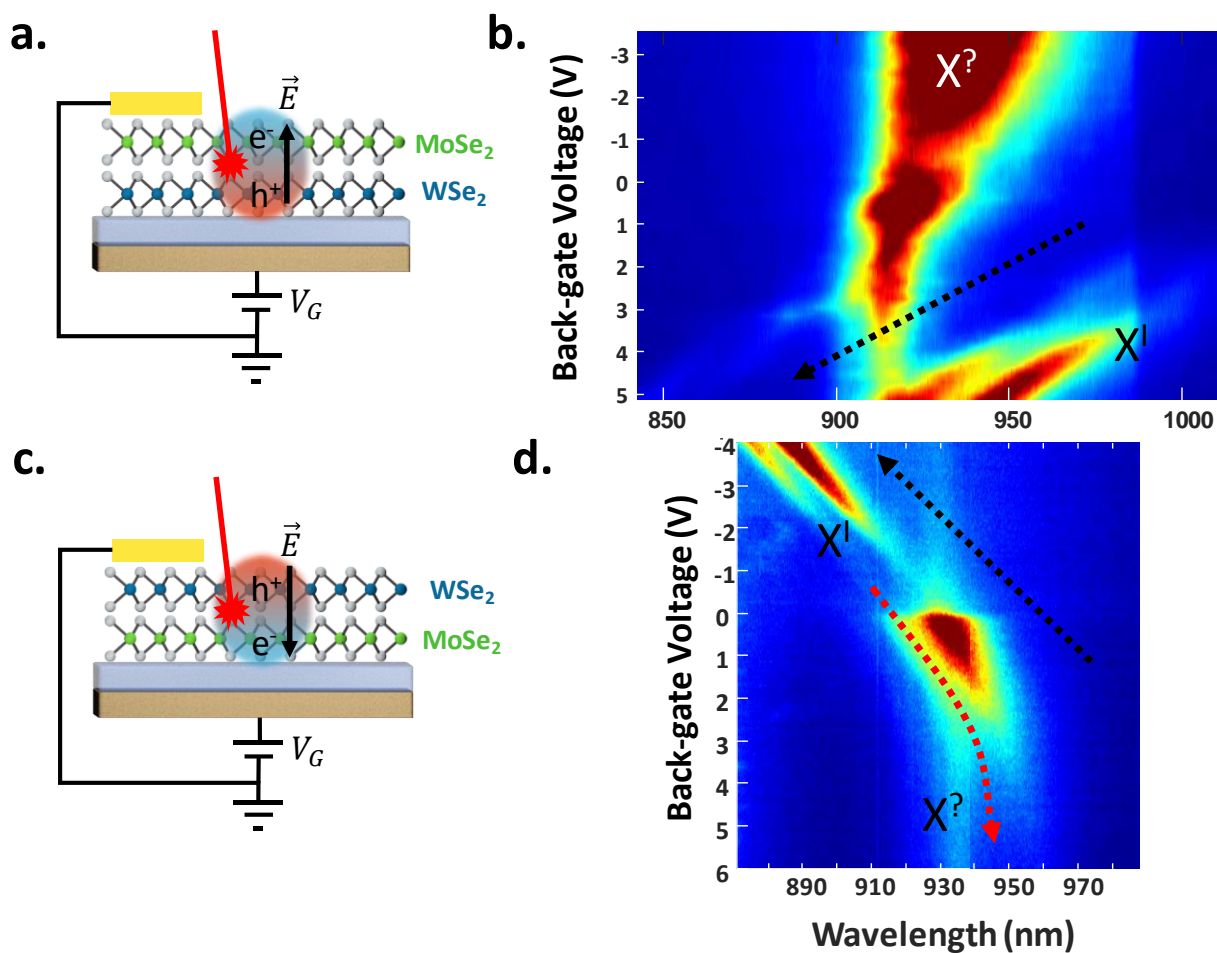 a.
E
e-
h+
MoSe2
WSe2
VG
b.
Back-gate Voltage (V)
-3
-2
-1
0
1
2
3
4
5
X?
XI
850
900
950
1000
c.
E
h+
e-
WSe2
MoSe2
VG
d.
Back-gate Voltage (V)
-4
-3
-2
-1
0
1
2
3
4
5
6
XI
X?
890
910
930
950
970
Wavelength (nm)